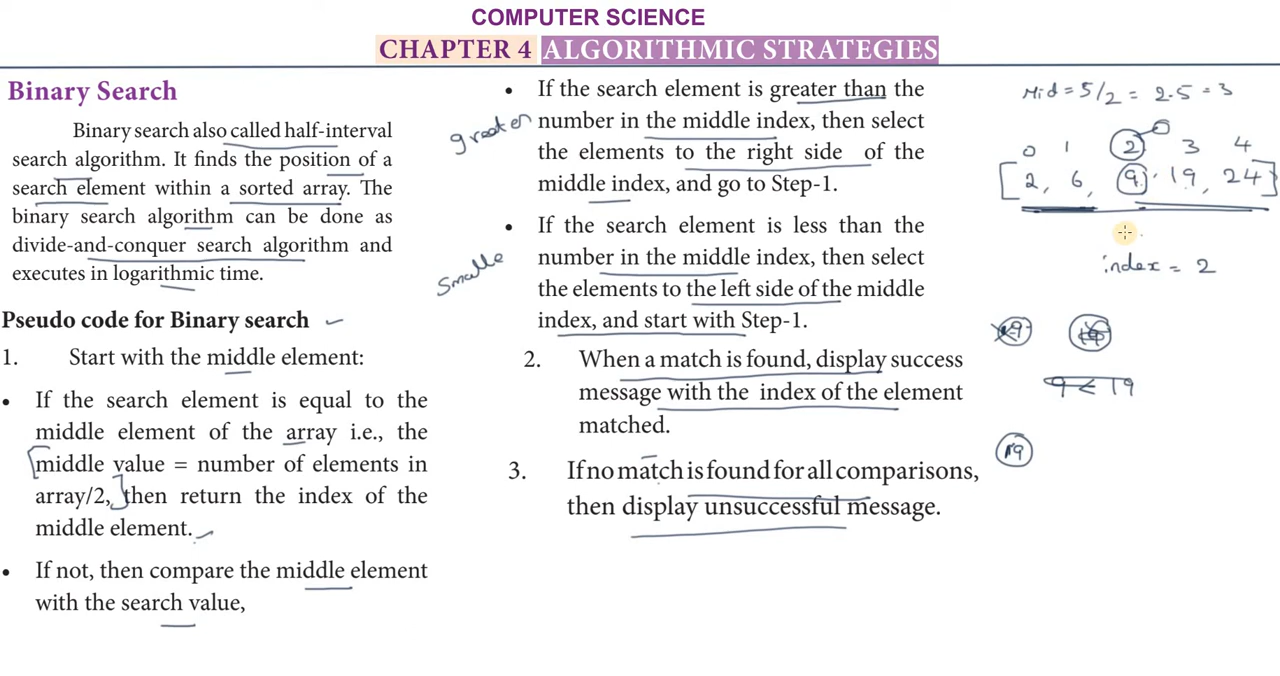 COMPUTER SCIENCE
CHAPTER 4 ALGORITHMIC STRATEGIES
Binary Search
Binary search also called half-interval
search algorithm. It finds the position of a
search element within a sorted array. The
binary search algorithm can be done as
divide-and-conquer search algorithm and
executes in logarithmic time.
Pseudo code for Binary search
1. Start with the middle element:
• If the search element is equal to the
middle element of the array i.e., the
middle value = number of elements in
array/2, then return the index of the
middle element.
• If not, then compare the middle element
with the search value,
• If the search element is greater than the
number in the middle index, then select
the elements to the right side of the
middle index, and go to Step-1.
greater
• If the search element is less than the
number in the middle index, then select
the elements to the left side of the middle
index, and start with Step-1.
Smalle
2. When a match is found, display success
message with the index of the element
matched.
3. If no match is found for all comparisons,
then display unsuccessful message.
Mid = 5/2 = 2.5 = 3
0 1 2 3 4
[2, 6, 9, 19, 24]
index = 2
9 < 19
19